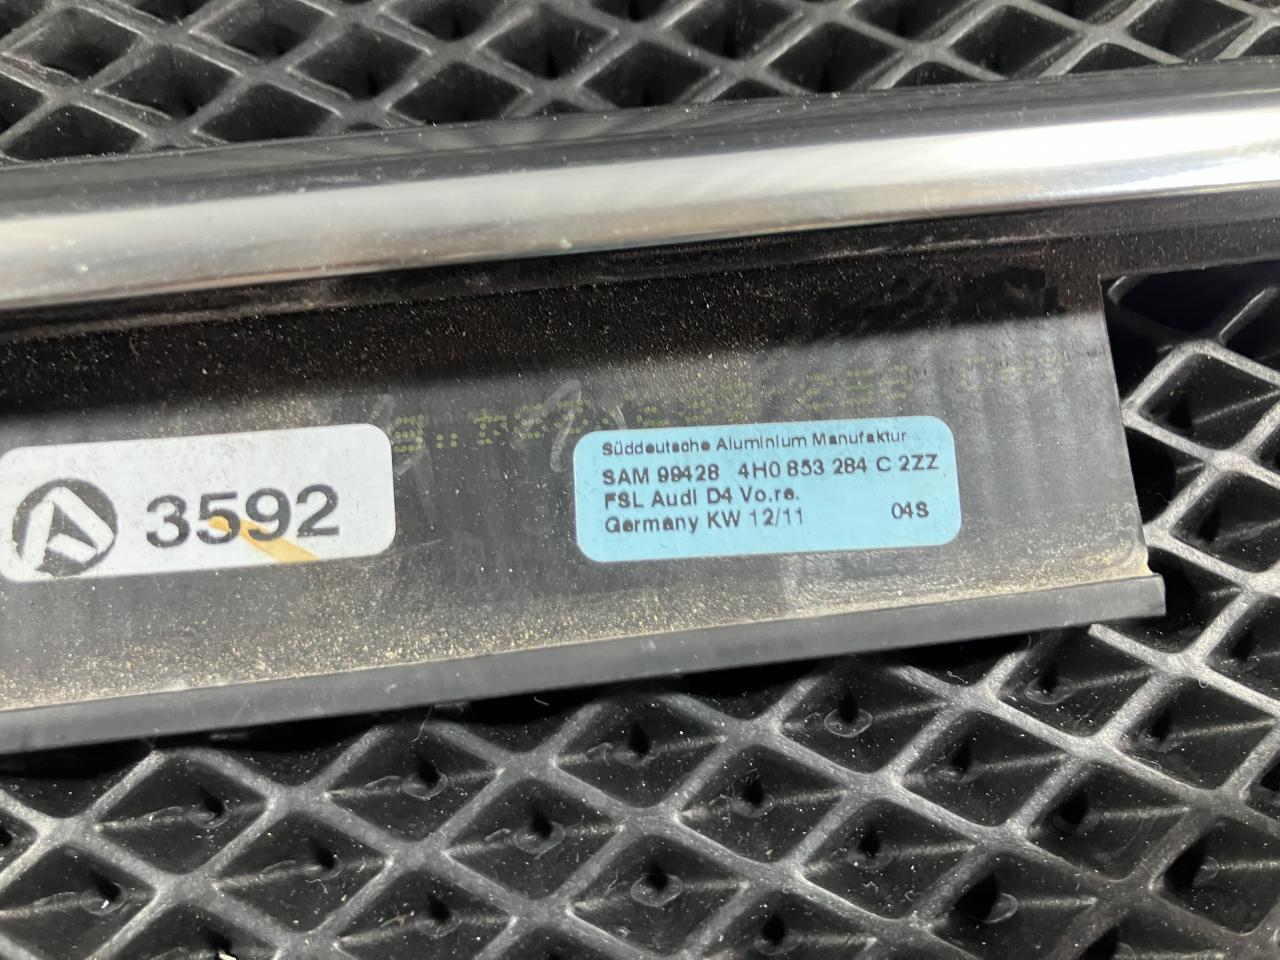 3592
Süddeutsche Aluminium Manufaktur
SAM 99428 4H0 853 284 C 2ZZ
FSL Audi D4 Vo.re.
Germany KW 12/11 04S